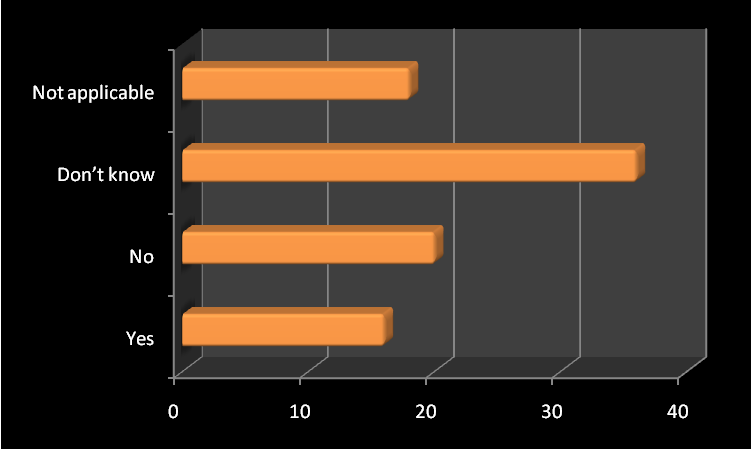 Not applicable
Don’t know
No
Yes
0 10 20 30 40